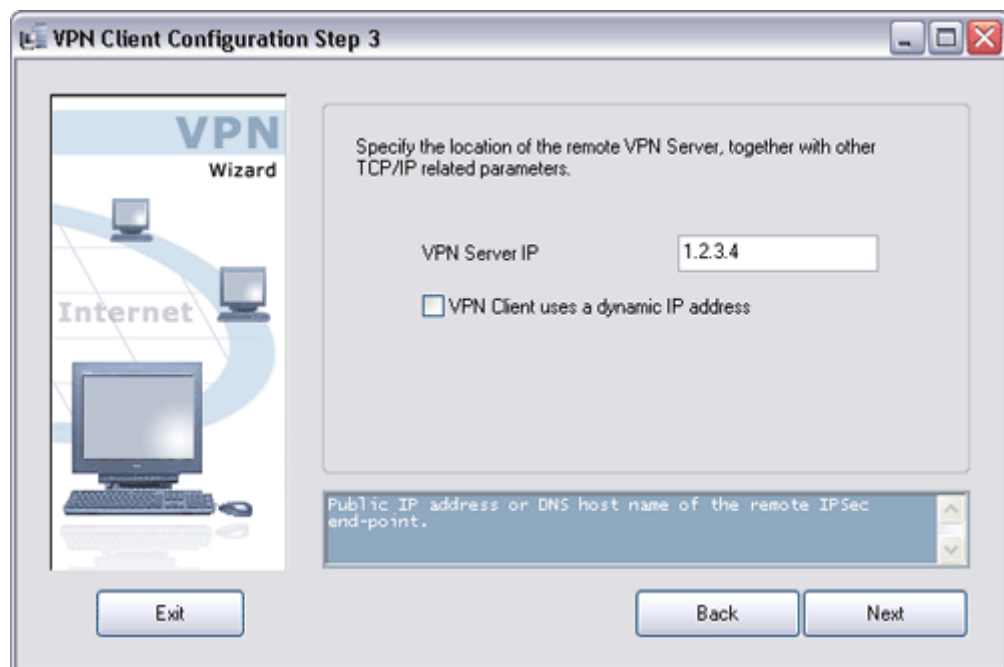 VPN Client Configuration Step 3
VPN
Wizard
Internet
Specify the location of the remote VPN Server, together with other
TCP/IP related parameters.
VPN Server IP
1.2.3.4
VPN Client uses a dynamic IP address
Public IP address or DNS host name of the remote IPSec
end-point.
Exit
Back
Next